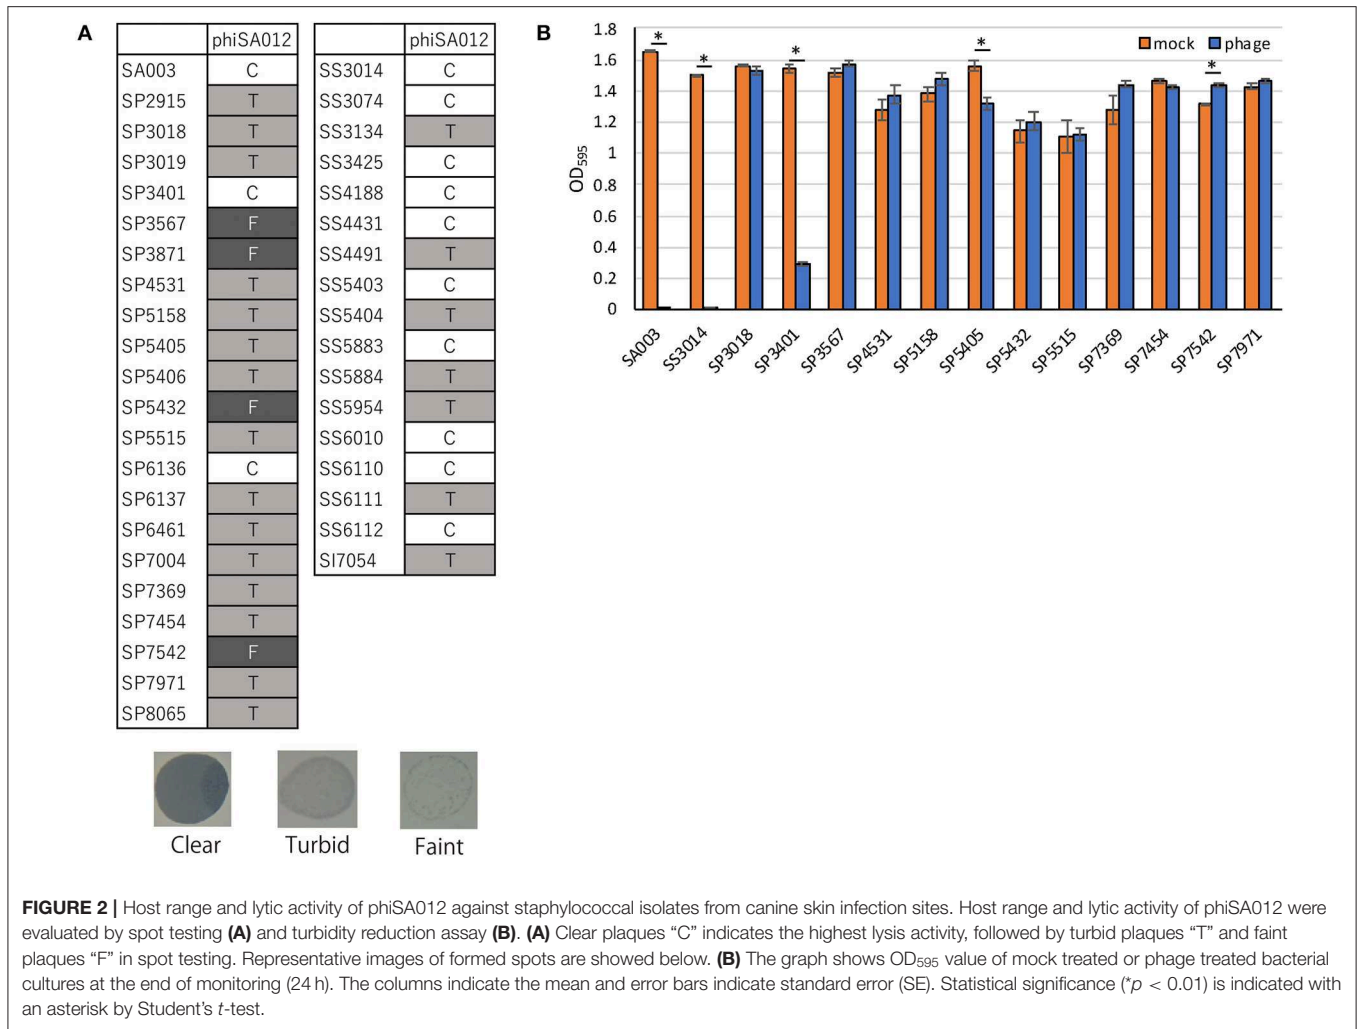 A
phiSA012
SA003 C
SP2915 T
SP3018 T
SP3019 T
SP3401 C
SP3567 F
SP3871 F
SP4531 T
SP5158 T
SP5405 T
SP5406 T
SP5432 F
SP5515 T
SP6136 C
SP6137 T
SP6461 T
SP7004 T
SP7369 T
SP7454 T
SP7542 F
SP7971 T
SP8065 T
phiSA012
SS3014 C
SS3074 C
SS3134 T
SS3425 C
SS4188 C
SS4431 C
SS4491 T
SS5403 C
SS5404 T
SS5883 C
SS5884 T
SS5954 T
SS6010 C
SS6110 C
SS6111 T
SS6112 C
SI7054 T
Clear Turbid Faint
B
mock phage
OD595
1.8
1.6
1.4
1.2
1
0.8
0.6
0.4
0.2
0
* * * * *
SA003 SS3014 SP3018 SP3401 SP3567 SP4531 SP5158 SP5405 SP5432 SP5515 SP7369 SP7454 SP7542 SP7971
FIGURE 2 | Host range and lytic activity of phiSA012 against staphylococcal isolates from canine skin infection sites. Host range and lytic activity of phiSA012 were
evaluated by spot testing (A) and turbidity reduction assay (B). (A) Clear plaques “C” indicates the highest lysis activity, followed by turbid plaques “T” and faint
plaques “F” in spot testing. Representative images of formed spots are showed below. (B) The graph shows OD595 value of mock treated or phage treated bacterial
cultures at the end of monitoring (24 h). The columns indicate the mean and error bars indicate standard error (SE). Statistical significance (*p < 0.01) is indicated with
an asterisk by Student’s t-test.